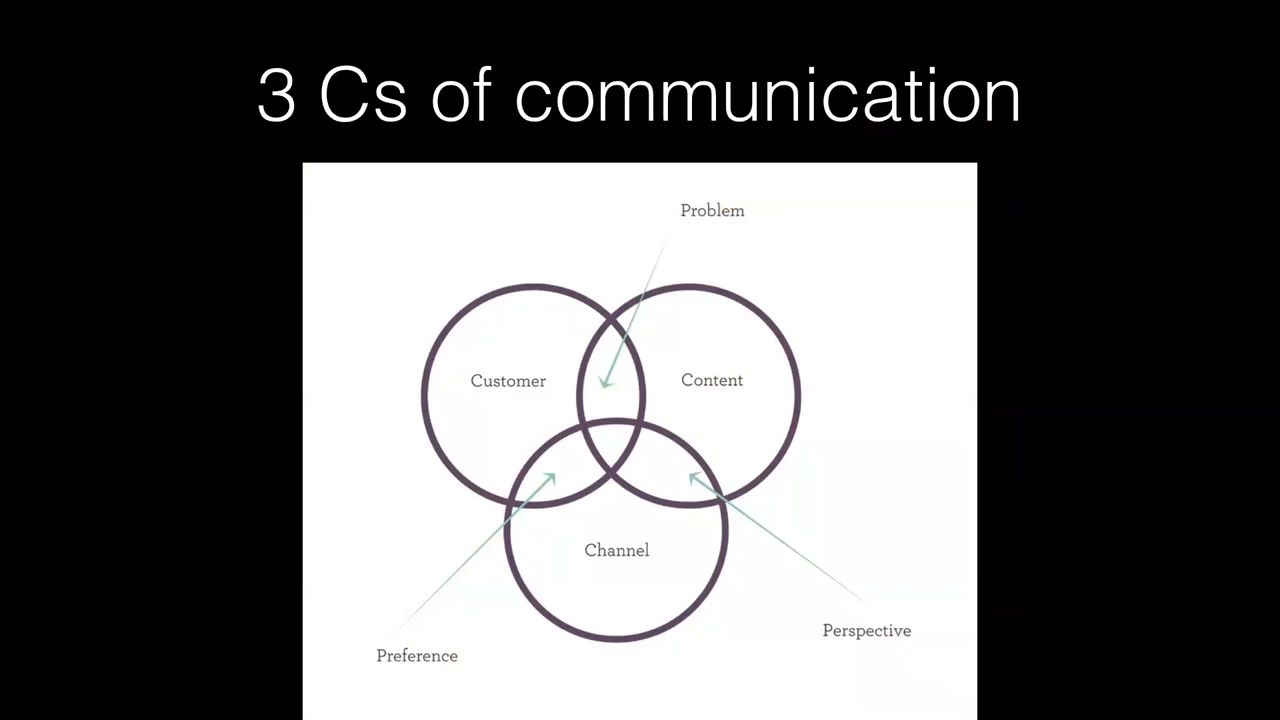 3 Cs of communication
Problem
Customer
Content
Channel
Perspective
Preference